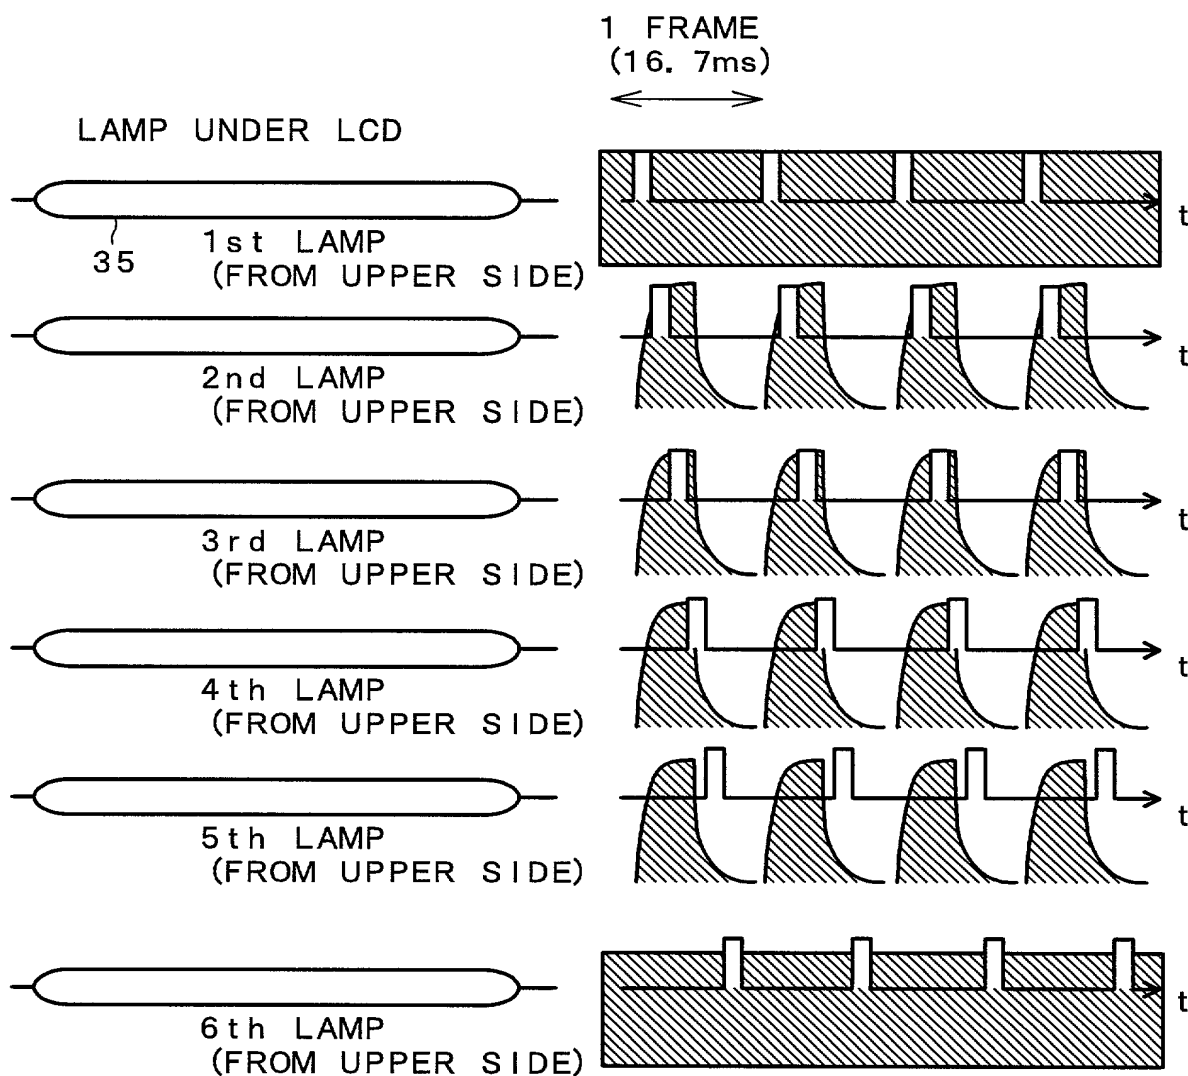 1 FRAME
(16. 7ms)
LAMP UNDER LCD
t
35
1st LAMP
(FROM UPPER SIDE)
t
2nd LAMP
(FROM UPPER SIDE)
t
3rd LAMP
(FROM UPPER SIDE)
t
4th LAMP
(FROM UPPER SIDE)
t
5th LAMP
(FROM UPPER SIDE)
t
6th LAMP
(FROM UPPER SIDE)